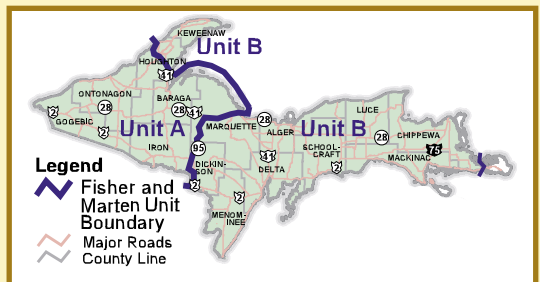 KEWEENAW
Unit B
HOUGHTON
41
ONTONAGON
BARAGA
2
28
28
41
GOGEBIC
2
Unit A
MARQUETTE
28
ALGER
Unit B
LUCE
28
CHIPPEWA
IRON
95
41
SCHOOL-
CRAFT
MACKINAC
75
DICKIN-
SON
DELTA
2
2
2
MENOM-
INEE
Legend
Fisher and
Marten Unit
Boundary
Major Roads
County Line